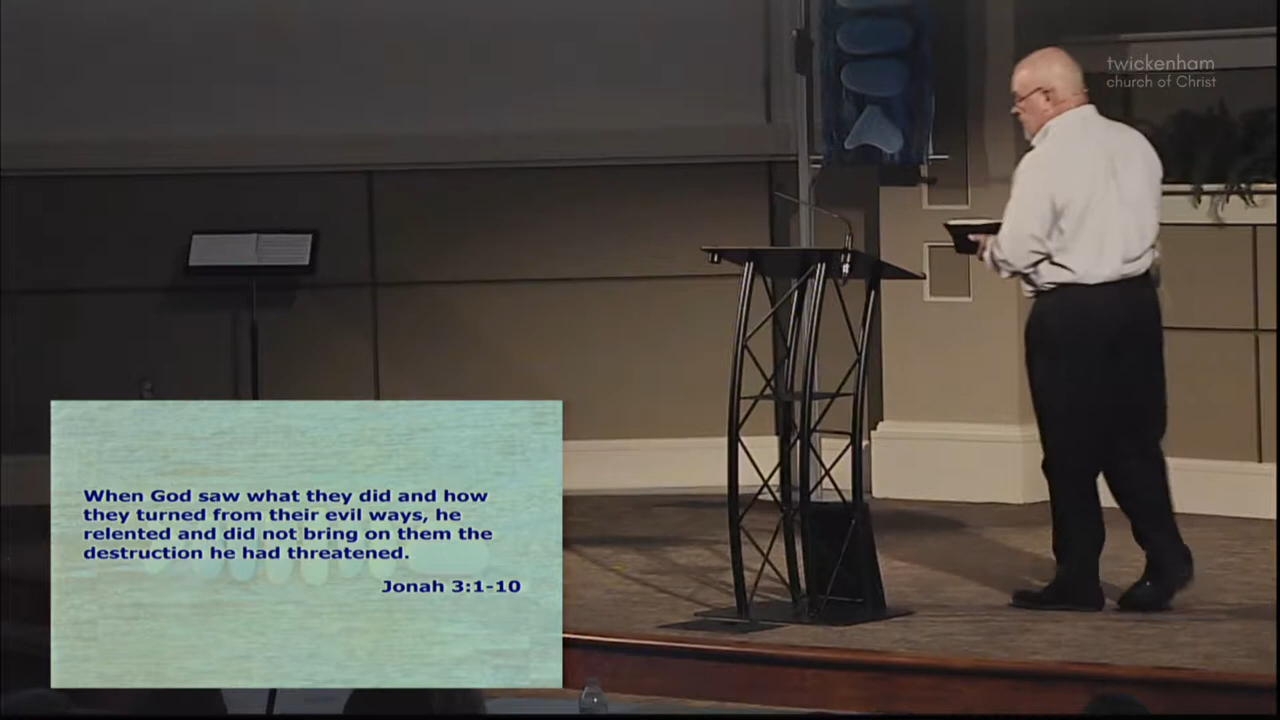 twickenham
church of Christ
When God saw what they did and how
they turned from their evil ways, he
relented and did not bring on them the
destruction he had threatened.
Jonah 3:1-10